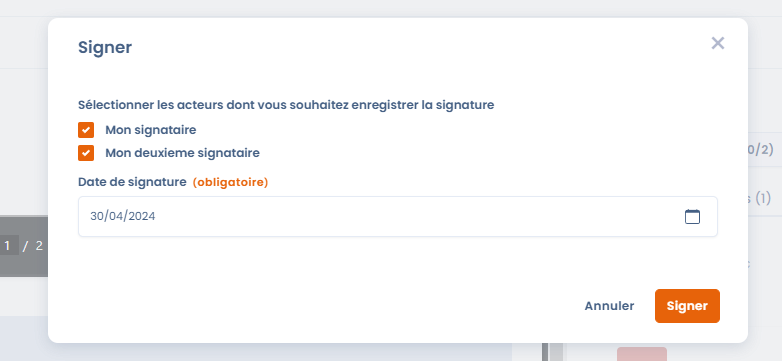 Signer
Sélectionner les acteurs dont vous souhaitez enregistrer la signature
Mon signataire
Mon deuxieme signataire
Date de signature (obligatoire)
30/04/2024
Annuler Signer
0/2)
s (1)
1 / 2